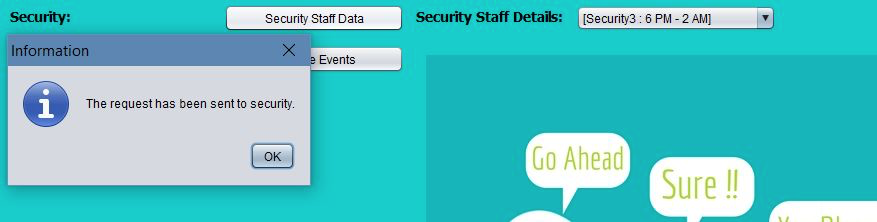 Security:
Security Staff Data
Security Staff Details:
[Security3 : 6 PM - 2 AM]
Information
Events
The request has been sent to security.
OK
Go Ahead
Sure !!